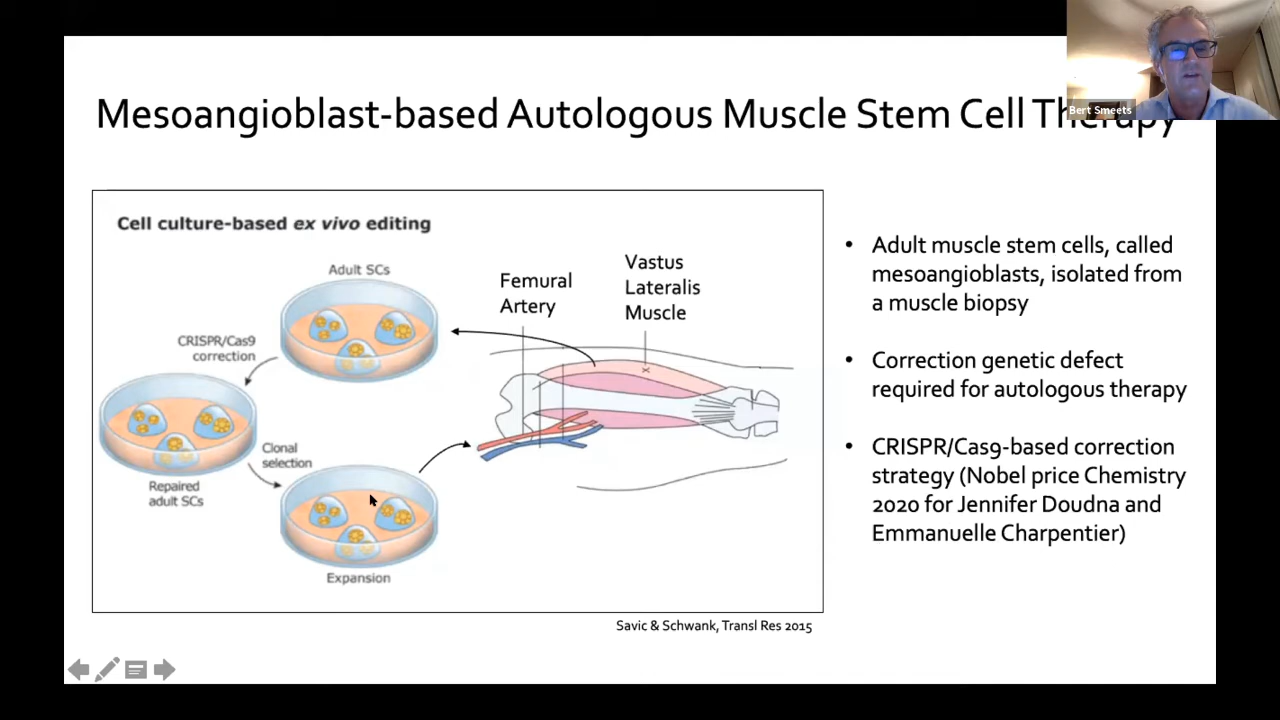 Bert Smeets
Mesoangioblast-based Autologous Muscle Stem Cell Therapy
Cell culture-based ex vivo editing
Adult SCs
CRISPR/Cas9
correction
Repaired
adult SCs
Clonal
selection
Expansion
Femural
Artery
Vastus
Lateralis
Muscle
• Adult muscle stem cells, called
mesoangioblasts, isolated from
a muscle biopsy
• Correction genetic defect
required for autologous therapy
• CRISPR/Cas9-based correction
strategy (Nobel price Chemistry
2020 for Jennifer Doudna and
Emmanuelle Charpentier)
Savic & Schwank, Transl Res 2015